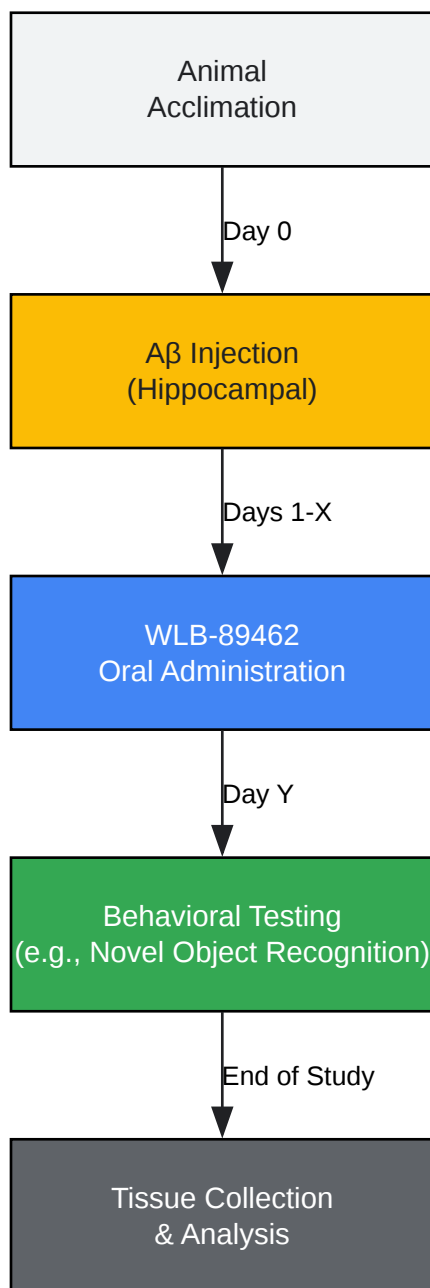 Animal
Acclimation
Day 0
Aβ Injection
(Hippocampal)
Days 1-X
WLB-89462
Oral Administration
Day Y
Behavioral Testing
(e.g., Novel Object Recognition)
End of Study
Tissue Collection
& Analysis